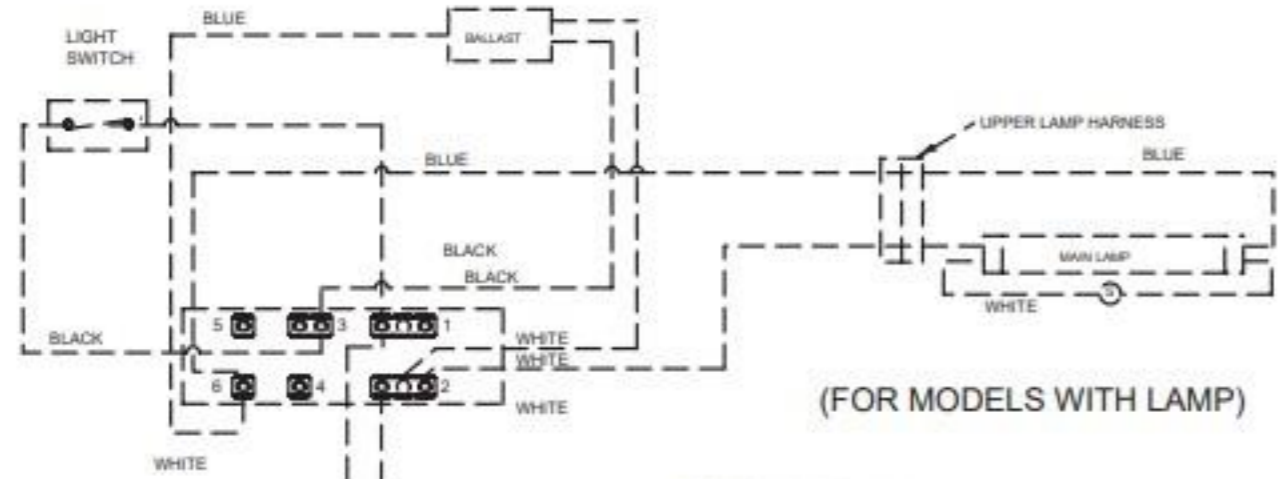 BLUE
LIGHT
SWITCH
BALLAST
UPPER LAMP HARNESS
BLUE
BLUE
BLACK
BLACK
MAIN LAMP
S
WHITE
5
3
1
BLACK
WHITE
WHITE
6
4
2
WHITE
(FOR MODELS WITH LAMP)
WHITE